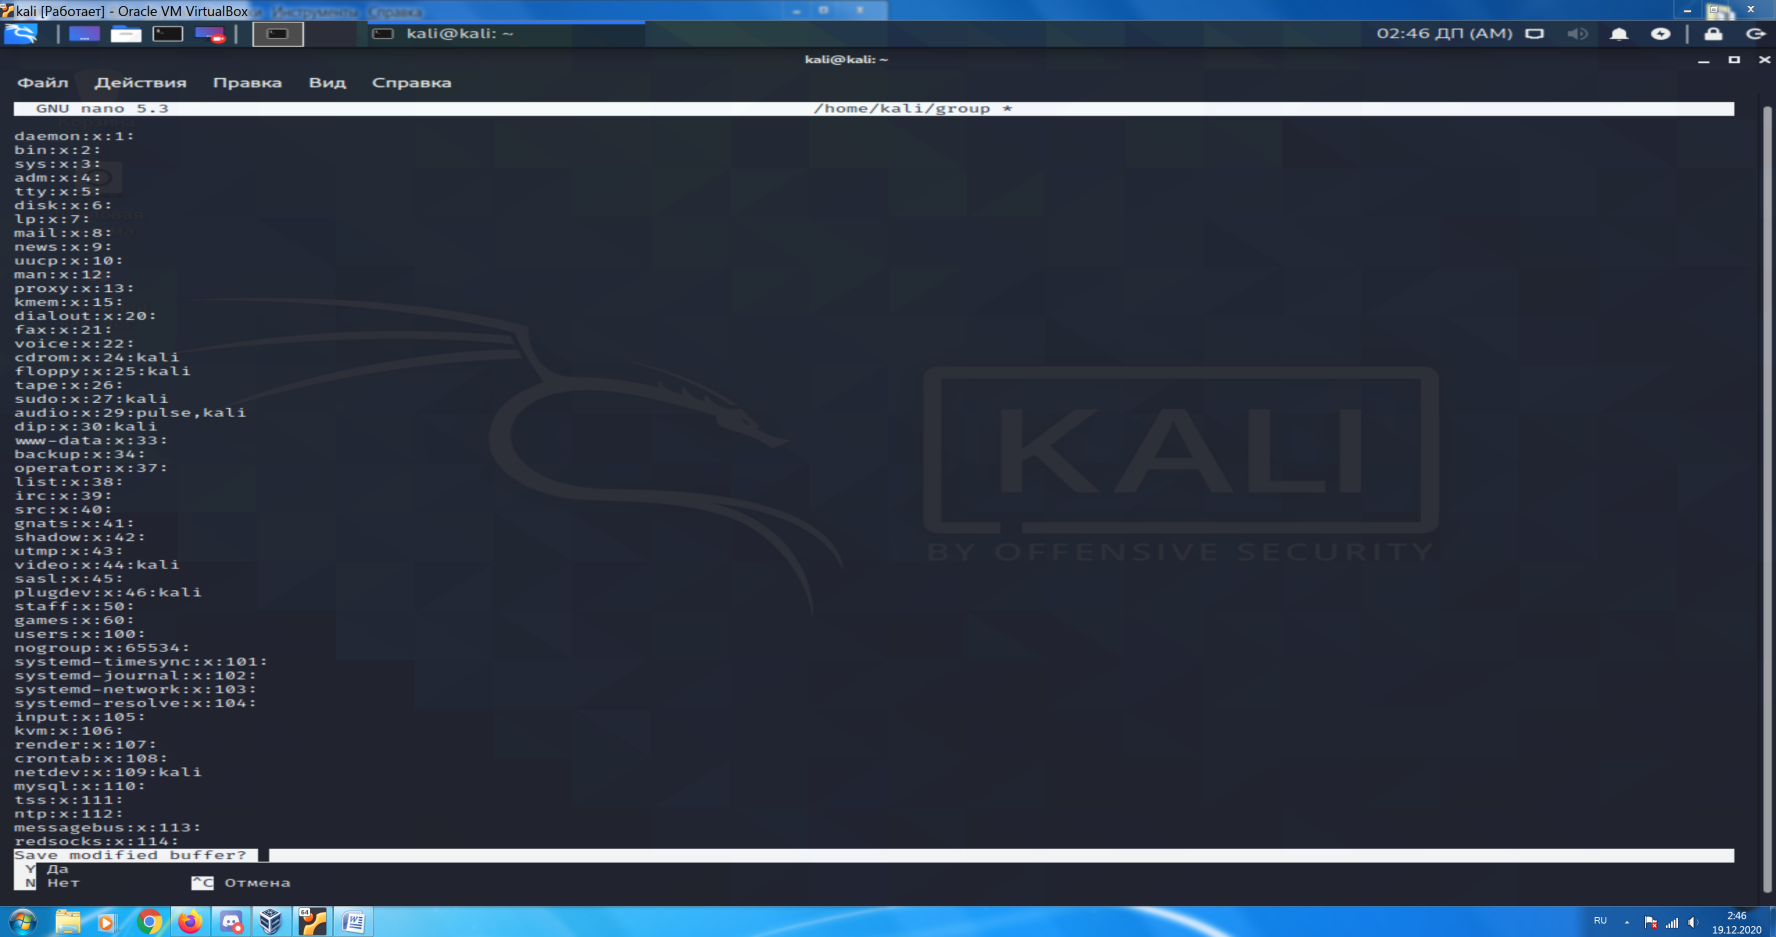 kali [Работает] - Oracle VM VirtualBox
Инструменты Справка
kali@kali: ~
02:46 ДП (AM)
kali@kali: ~
Файл Действия Правка Вид Справка
GNU nano 5.3 /home/kali/group *
daemon:x:1:
bin:x:2:
sys:x:3:
adm:x:4:
tty:x:5:
disk:x:6:
lp:x:7:
mail:x:8:
news:x:9:
uucp:x:10:
man:x:12:
proxy:x:13:
kmem:x:15:
dialout:x:20:
fax:x:21:
voice:x:22:
cdrom:x:24:kali
floppy:x:25:kali
tape:x:26:
sudo:x:27:kali
audio:x:29:pulse,kali
dip:x:30:kali
www-data:x:33:
backup:x:34:
operator:x:37:
list:x:38:
irc:x:39:
src:x:40:
gnats:x:41:
shadow:x:42:
utmp:x:43:
video:x:44:kali
sasl:x:45:
plugdev:x:46:kali
staff:x:50:
games:x:60:
users:x:100:
nogroup:x:65534:
systemd-timesync:x:101:
systemd-journal:x:102:
systemd-network:x:103:
systemd-resolve:x:104:
input:x:105:
kvm:x:106:
render:x:107:
crontab:x:108:
netdev:x:109:kali
mysql:x:110:
tss:x:111:
ntp:x:112:
messagebus:x:113:
redsocks:x:114:
KALI
BY OFFENSIVE SECURITY
Save modified buffer?
Y Да
N Нет ^C Отмена
64
RU
2:46
19.12.2020